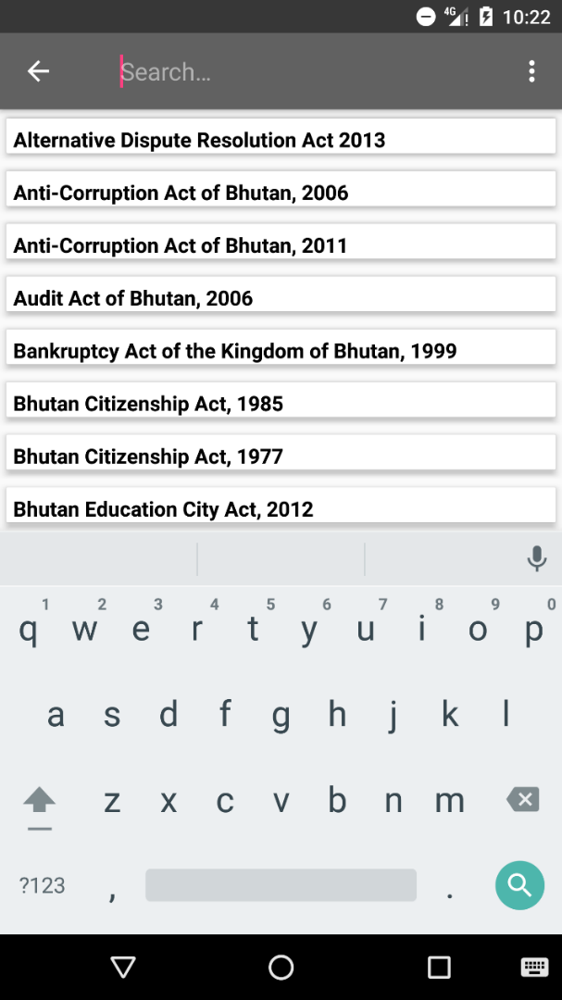 4G 10:22
Search...
Alternative Dispute Resolution Act 2013
Anti-Corruption Act of Bhutan, 2006
Anti-Corruption Act of Bhutan, 2011
Audit Act of Bhutan, 2006
Bankruptcy Act of the Kingdom of Bhutan, 1999
Bhutan Citizenship Act, 1985
Bhutan Citizenship Act, 1977
Bhutan Education City Act, 2012
1 2 3 4 5 6 7 8 9 0
q w e r t y u i o p
a s d f g h j k l
z x c v b n m
?123 , .